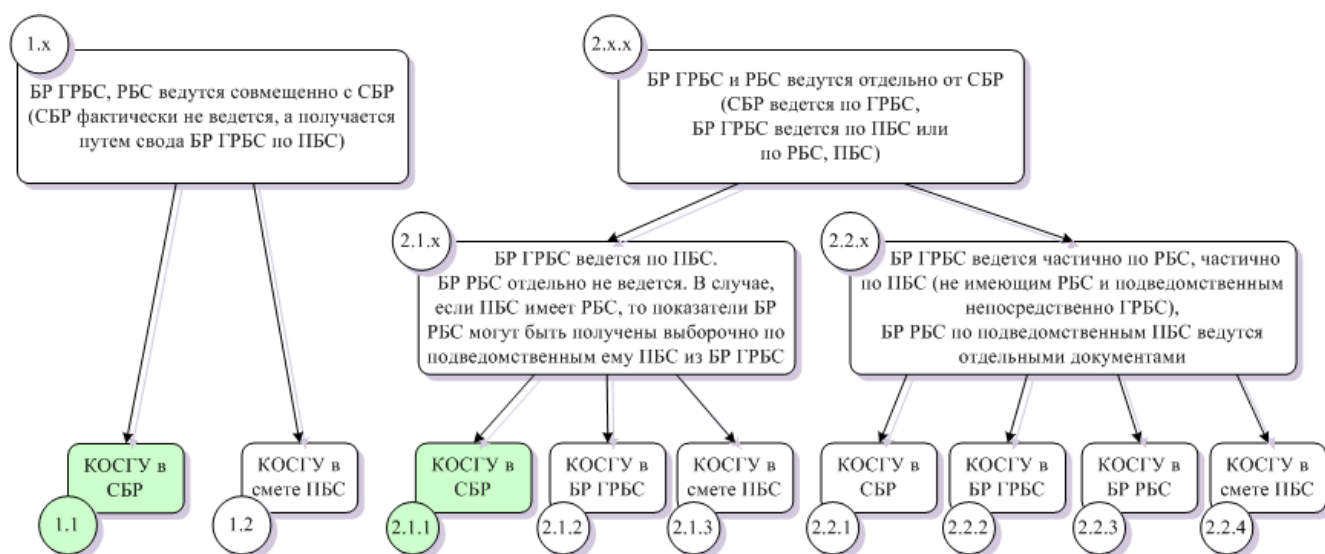 1.x
БР ГРБС, РБС ведутся совмещенно с СБР
(СБР фактически не ведется, а получается
путем свода БР ГРБС по ПБС)
2.x.x
БР ГРБС и РБС ведутся отдельно от СБР
(СБР ведется по ГРБС,
БР ГРБС ведется по ПБС или
по РБС, ПБС)
2.1.x
БР ГРБС ведется по ПБС.
БР РБС отдельно не ведется. В случае,
если ПБС имеет РБС, то показатели БР
РБС могут быть получены выборочно по
подведомственным ему ПБС из БР ГРБС
2.2.x
БР ГРБС ведется частично по РБС, частично
по ПБС (не имеющим РБС и подведомственным
непосредственно ГРБС),
БР РБС по подведомственным ПБС ведутся
отдельными документами
КОСГУ в
СБР
1.1
КОСГУ в
смете ПБС
1.2
КОСГУ в
СБР
2.1.1
КОСГУ в
БР ГРБС
2.1.2
КОСГУ в
смете ПБС
2.1.3
КОСГУ в
СБР
2.2.1
КОСГУ в
БР ГРБС
2.2.2
КОСГУ в
БР РБС
2.2.3
КОСГУ в
смете ПБС
2.2.4